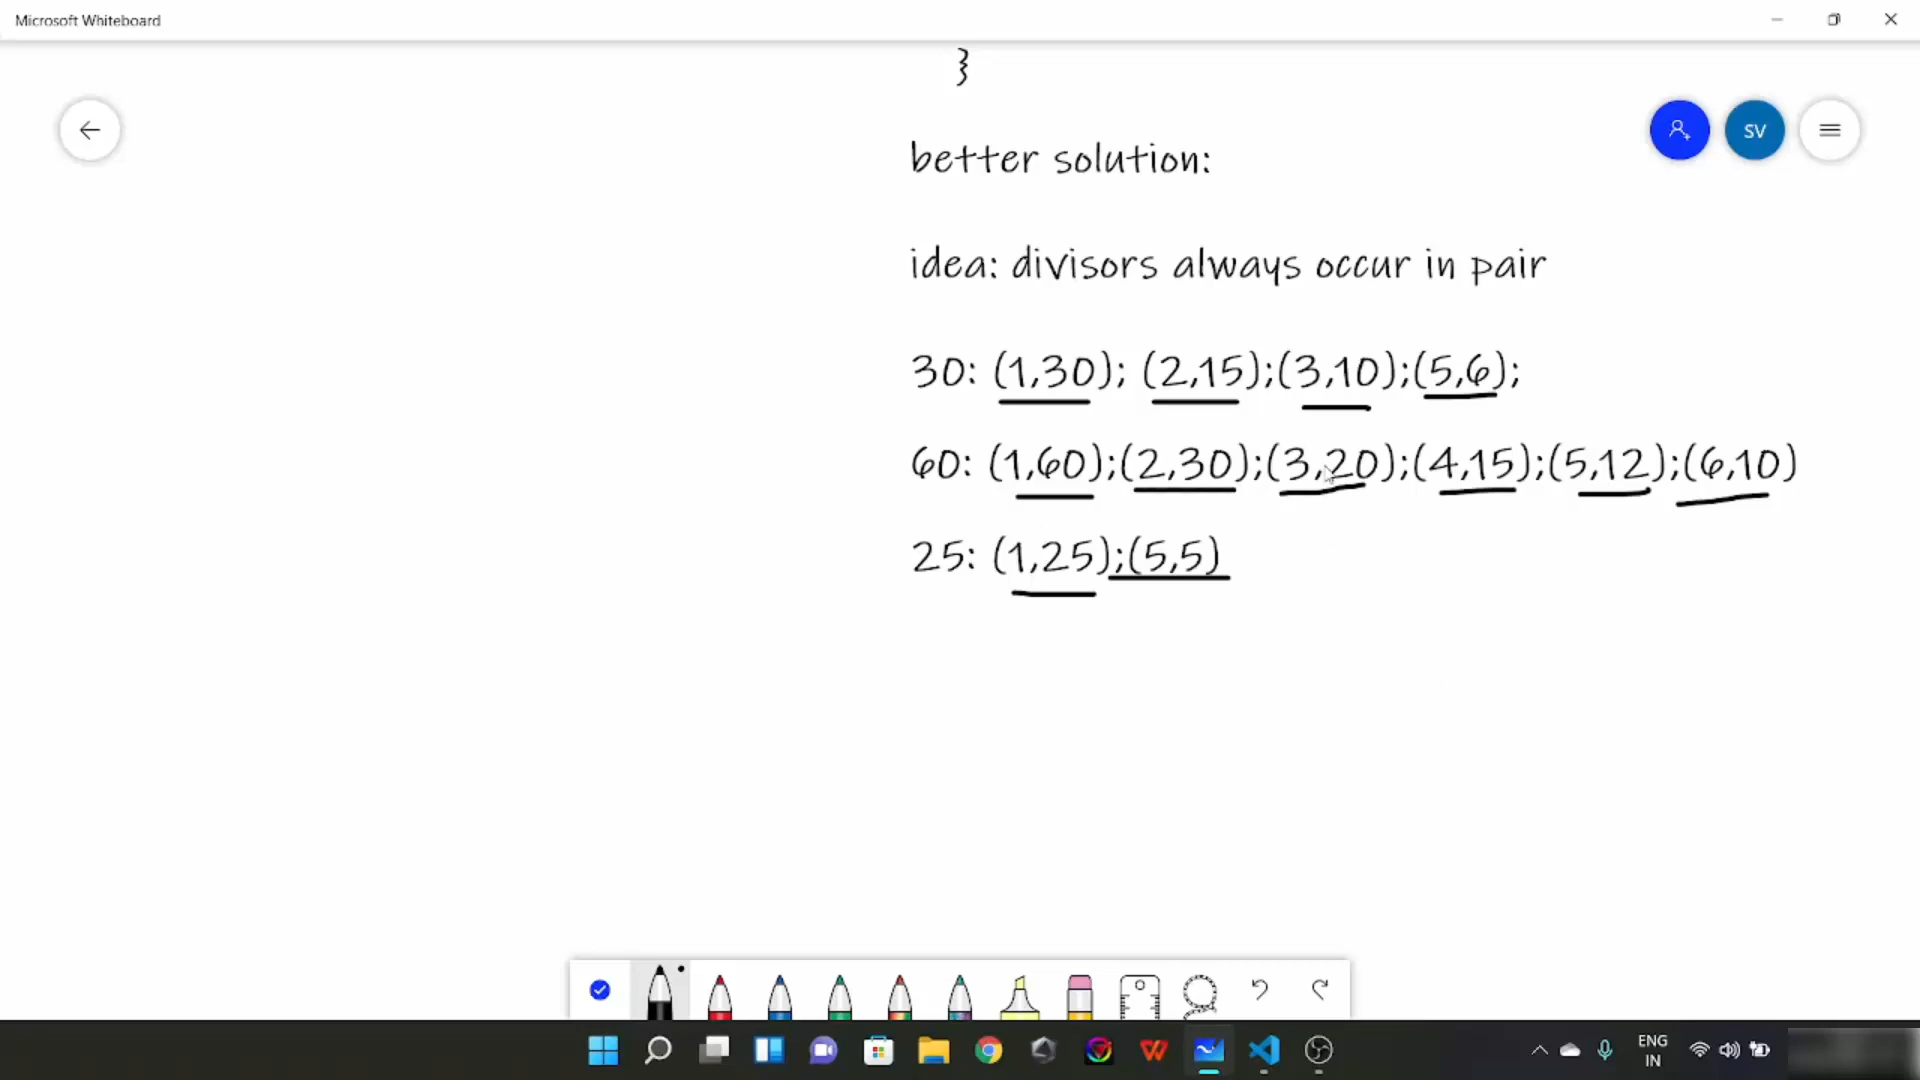 Microsoft Whiteboard
}
SV
better solution:
idea: divisors always occur in pair
30: (1,30); (2,15);(3,10);(5,6);
60: (1,60);(2,30);(3,20);(4,15);(5,12);(6,10)
25: (1,25);(5,5)
ENG
IN